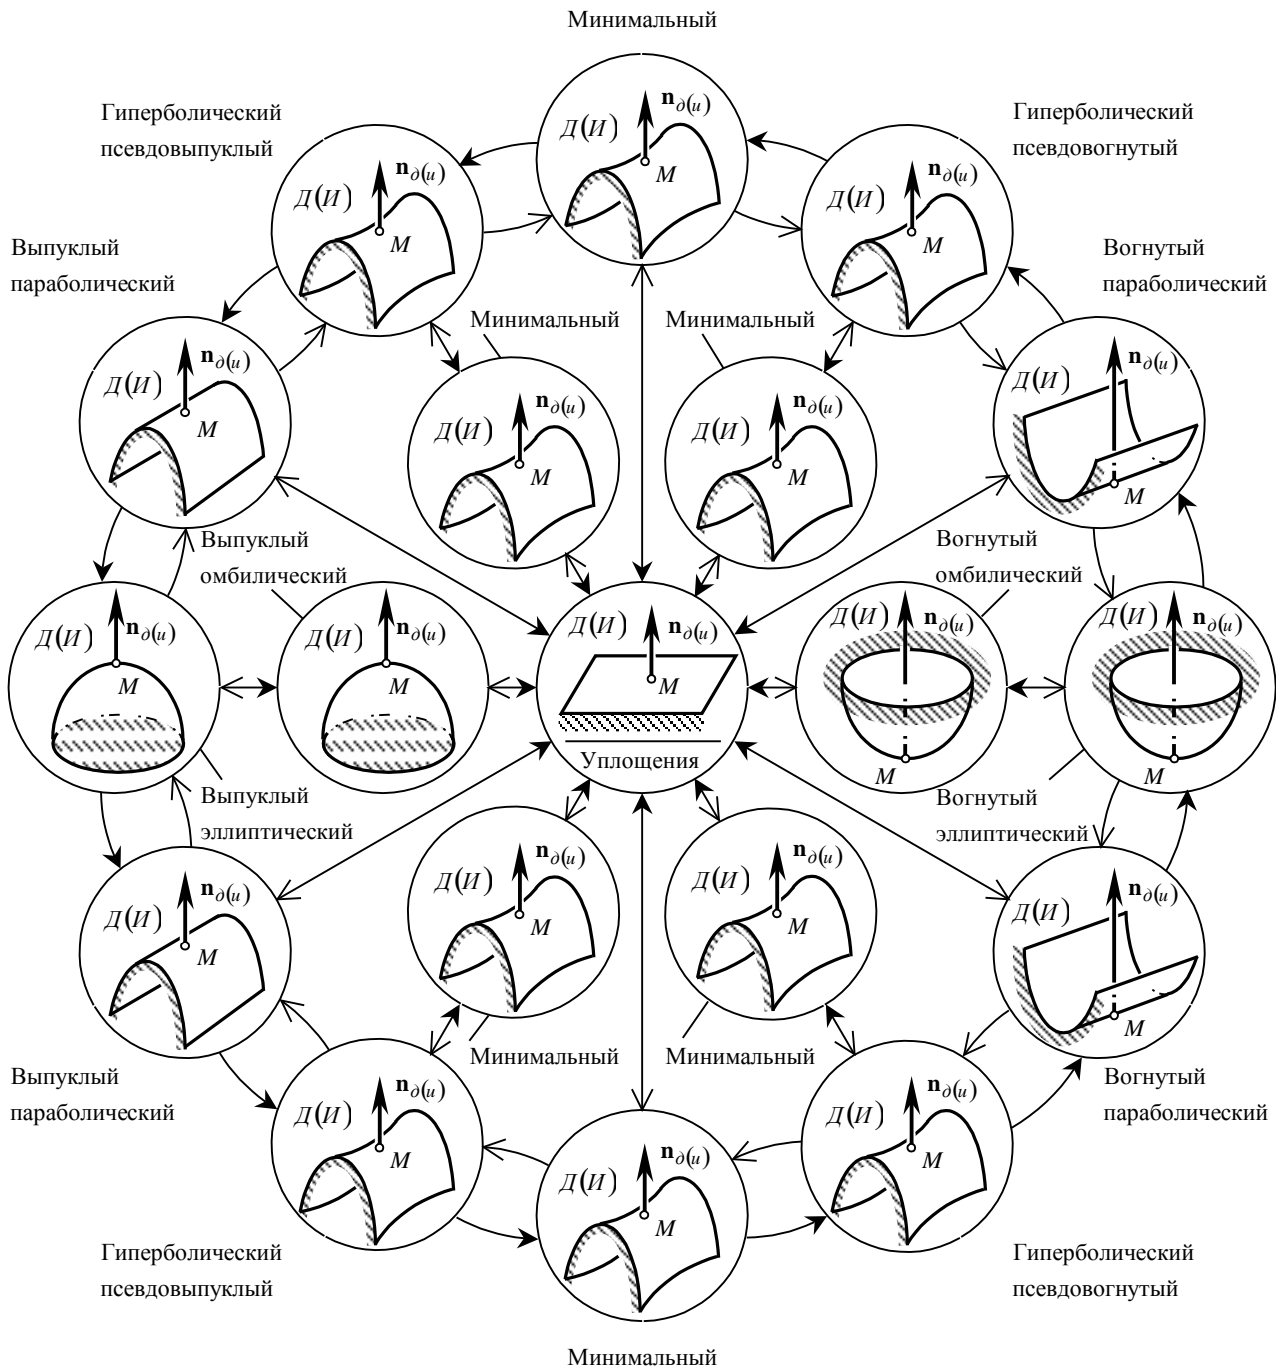 Минимальный
Гиперболический
псевдовыпуклый
Гиперболический
псевдовогнутый
Д(И) n д(и) M
Д(И) n д(и) M
Д(И) n д(и) M
Выпуклый
параболический
Вогнутый
параболический
Минимальный
Минимальный
Д(И) n д(и) M
Д(И) n д(и) M
Д(И) n д(и) M
Д(И) n д(и) M
Выпуклый
омбилический
Вогнутый
омбилический
Д(И) n д(и) M
Д(И) n д(и) M
Д(И) n д(и) M
Уплощения
Д(И) n д(и) M
Д(И) n д(и) M
Выпуклый
эллиптический
Вогнутый
эллиптический
Д(И) n д(и) M
Д(И) n д(и) M
Д(И) n д(и) M
Д(И) n д(и) M
Минимальный
Минимальный
Выпуклый
параболический
Вогнутый
параболический
Д(И) n д(и) M
Д(И) n д(и) M
Д(И) n д(и) M
Гиперболический
псевдовыпуклый
Гиперболический
псевдовогнутый
Минимальный